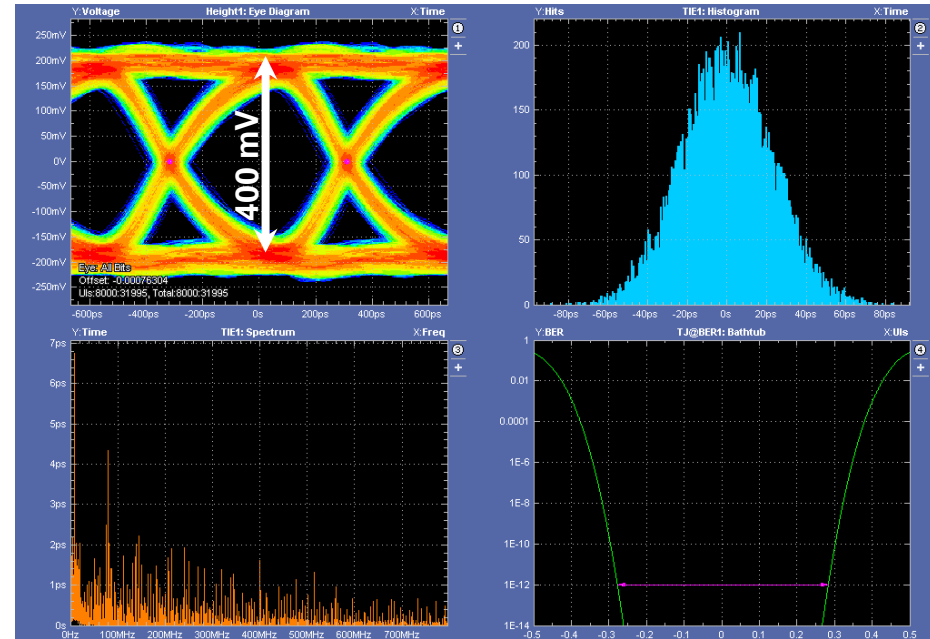 Y:Voltage Height1: Eye Diagram X:Time
1
+
250mV
200mV
150mV
100mV
50mV
0V
-50mV
-100mV
-150mV
-200mV
-250mV
400 mV
Eye: All Bits
Offset: -0.00076304
UIs:8000:31995, Total:8000:31995
-600ps -400ps -200ps 0s 200ps 400ps 600ps
Y:Hits TIE1: Histogram X:Time
2
+
200
150
100
50
0
-80ps -60ps -40ps -20ps 0s 20ps 40ps 60ps 80ps
Y:Time TIE1: Spectrum X:Freq
3
+
7ps
6ps
5ps
4ps
3ps
2ps
1ps
0s
0Hz 100MHz 200MHz 300MHz 400MHz 500MHz 600MHz 700MHz
Y:BER TJ@BER1: Bathtub X:UIs
4
+
1
0.01
0.0001
1E-6
1E-8
1E-10
1E-12
1E-14
-0.5 -0.4 -0.3 -0.2 -0.1 0 0.1 0.2 0.3 0.4 0.5